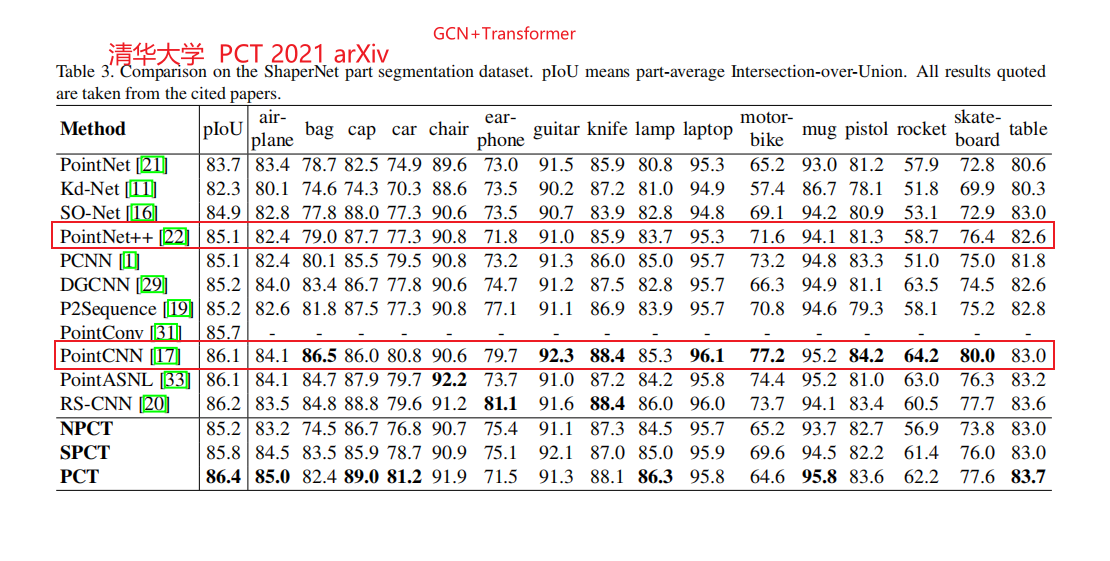 GCN+Transformer
清华大学 PCT 2021 arXiv
Table 3. Comparison on the ShaperNet part segmentation dataset. pIoU means part-average Intersection-over-Union. All results quoted
are taken from the cited papers.
Method pIoU air-plane bag cap car chair ear-phone guitar knife lamp laptop motor-bike mug pistol rocket skate-board table
PointNet [21] 83.7 83.4 78.7 82.5 74.9 89.6 73.0 91.5 85.9 80.8 95.3 65.2 93.0 81.2 57.9 72.8 80.6
Kd-Net [11] 82.3 80.1 74.6 74.3 70.3 88.6 73.5 90.2 87.2 81.0 94.9 57.4 86.7 78.1 51.8 69.9 80.3
SO-Net [16] 84.9 82.8 77.8 88.0 77.3 90.6 73.5 90.7 83.9 82.8 94.8 69.1 94.2 80.9 53.1 72.9 83.0
PointNet++ [22] 85.1 82.4 79.0 87.7 77.3 90.8 71.8 91.0 85.9 83.7 95.3 71.6 94.1 81.3 58.7 76.4 82.6
PCNN [1] 85.1 82.4 80.1 85.5 79.5 90.8 73.2 91.3 86.0 85.0 95.7 73.2 94.8 83.3 51.0 75.0 81.8
DGCNN [29] 85.2 84.0 83.4 86.7 77.8 90.6 74.7 91.2 87.5 82.8 95.7 66.3 94.9 81.1 63.5 74.5 82.6
P2Sequence [19] 85.2 82.6 81.8 87.5 77.3 90.8 77.1 91.1 86.9 83.9 95.7 70.8 94.6 79.3 58.1 75.2 82.8
PointConv [31] 85.7 - - - - - - - - - - - - - - - -
PointCNN [17] 86.1 84.1 86.5 86.0 80.8 90.6 79.7 92.3 88.4 85.3 96.1 77.2 95.2 84.2 64.2 80.0 83.0
PointASNL [33] 86.1 84.1 84.7 87.9 79.7 92.2 73.7 91.0 87.2 84.2 95.8 74.4 95.2 81.0 63.0 76.3 83.2
RS-CNN [20] 86.2 83.5 84.8 88.8 79.6 91.2 81.1 91.6 88.4 86.0 96.0 73.7 94.1 83.4 60.5 77.7 83.6
NPCT 85.2 83.2 74.5 86.7 76.8 90.7 75.4 91.1 87.3 84.5 95.7 65.2 93.7 82.7 56.9 73.8 83.0
SPCT 85.8 84.5 83.5 85.9 78.7 90.9 75.1 92.1 87.0 85.0 95.9 69.6 94.5 82.2 61.4 76.0 83.0
PCT 86.4 85.0 82.4 89.0 81.2 91.9 71.5 91.3 88.1 86.3 95.8 64.6 95.8 83.6 62.2 77.6 83.7